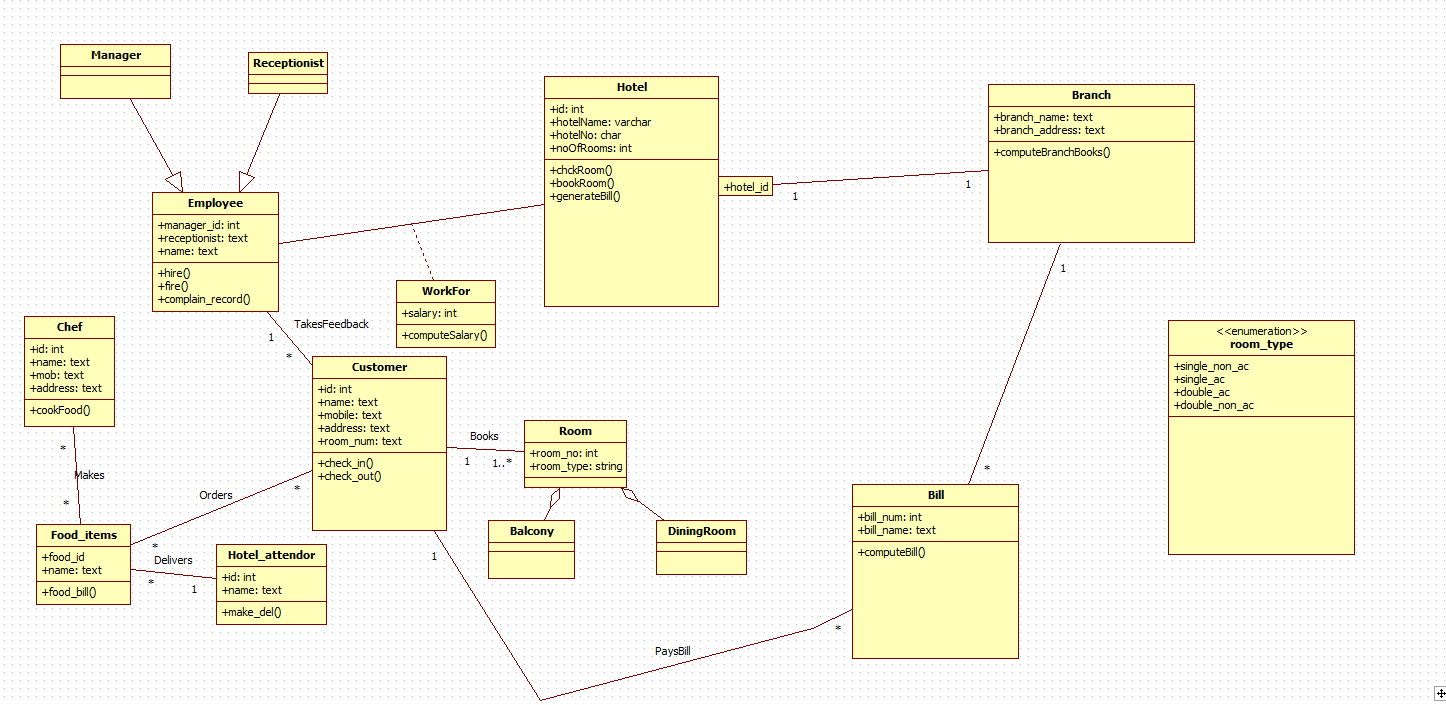 Manager
Receptionist
Hotel
+id: int
+hotelName: varchar
+hotelNo: char
+noOfRooms: int
+chckRoom()
+bookRoom()
+generateBill()
+hotel_id
1
1
Branch
+branch_name: text
+branch_address: text
+computeBranchBooks()
Employee
+manager_id: int
+receptionist: text
+name: text
+hire()
+fire()
+complain_record()
WorkFor
+salary: int
+computeSalary()
TakesFeedback
1
*
Chef
+id: int
+name: text
+mob: text
+address: text
+cookFood()
*
Makes
*
Customer
+id: int
+name: text
+mobile: text
+address: text
+room_num: text
+check_in()
+check_out()
Books
1
1..*
Room
+room_no: int
+room_type: string
Balcony
DiningRoom
<<enumeration>>
room_type
+single_non_ac
+single_ac
+double_ac
+double_non_ac
1
*
Bill
+bill_num: int
+bill_name: text
+computeBill()
Orders
*
*
Food_items
+food_id
+name: text
+food_bill()
Delivers
*
1
Hotel_attendor
+id: int
+name: text
+make_del()
1
PaysBill
*